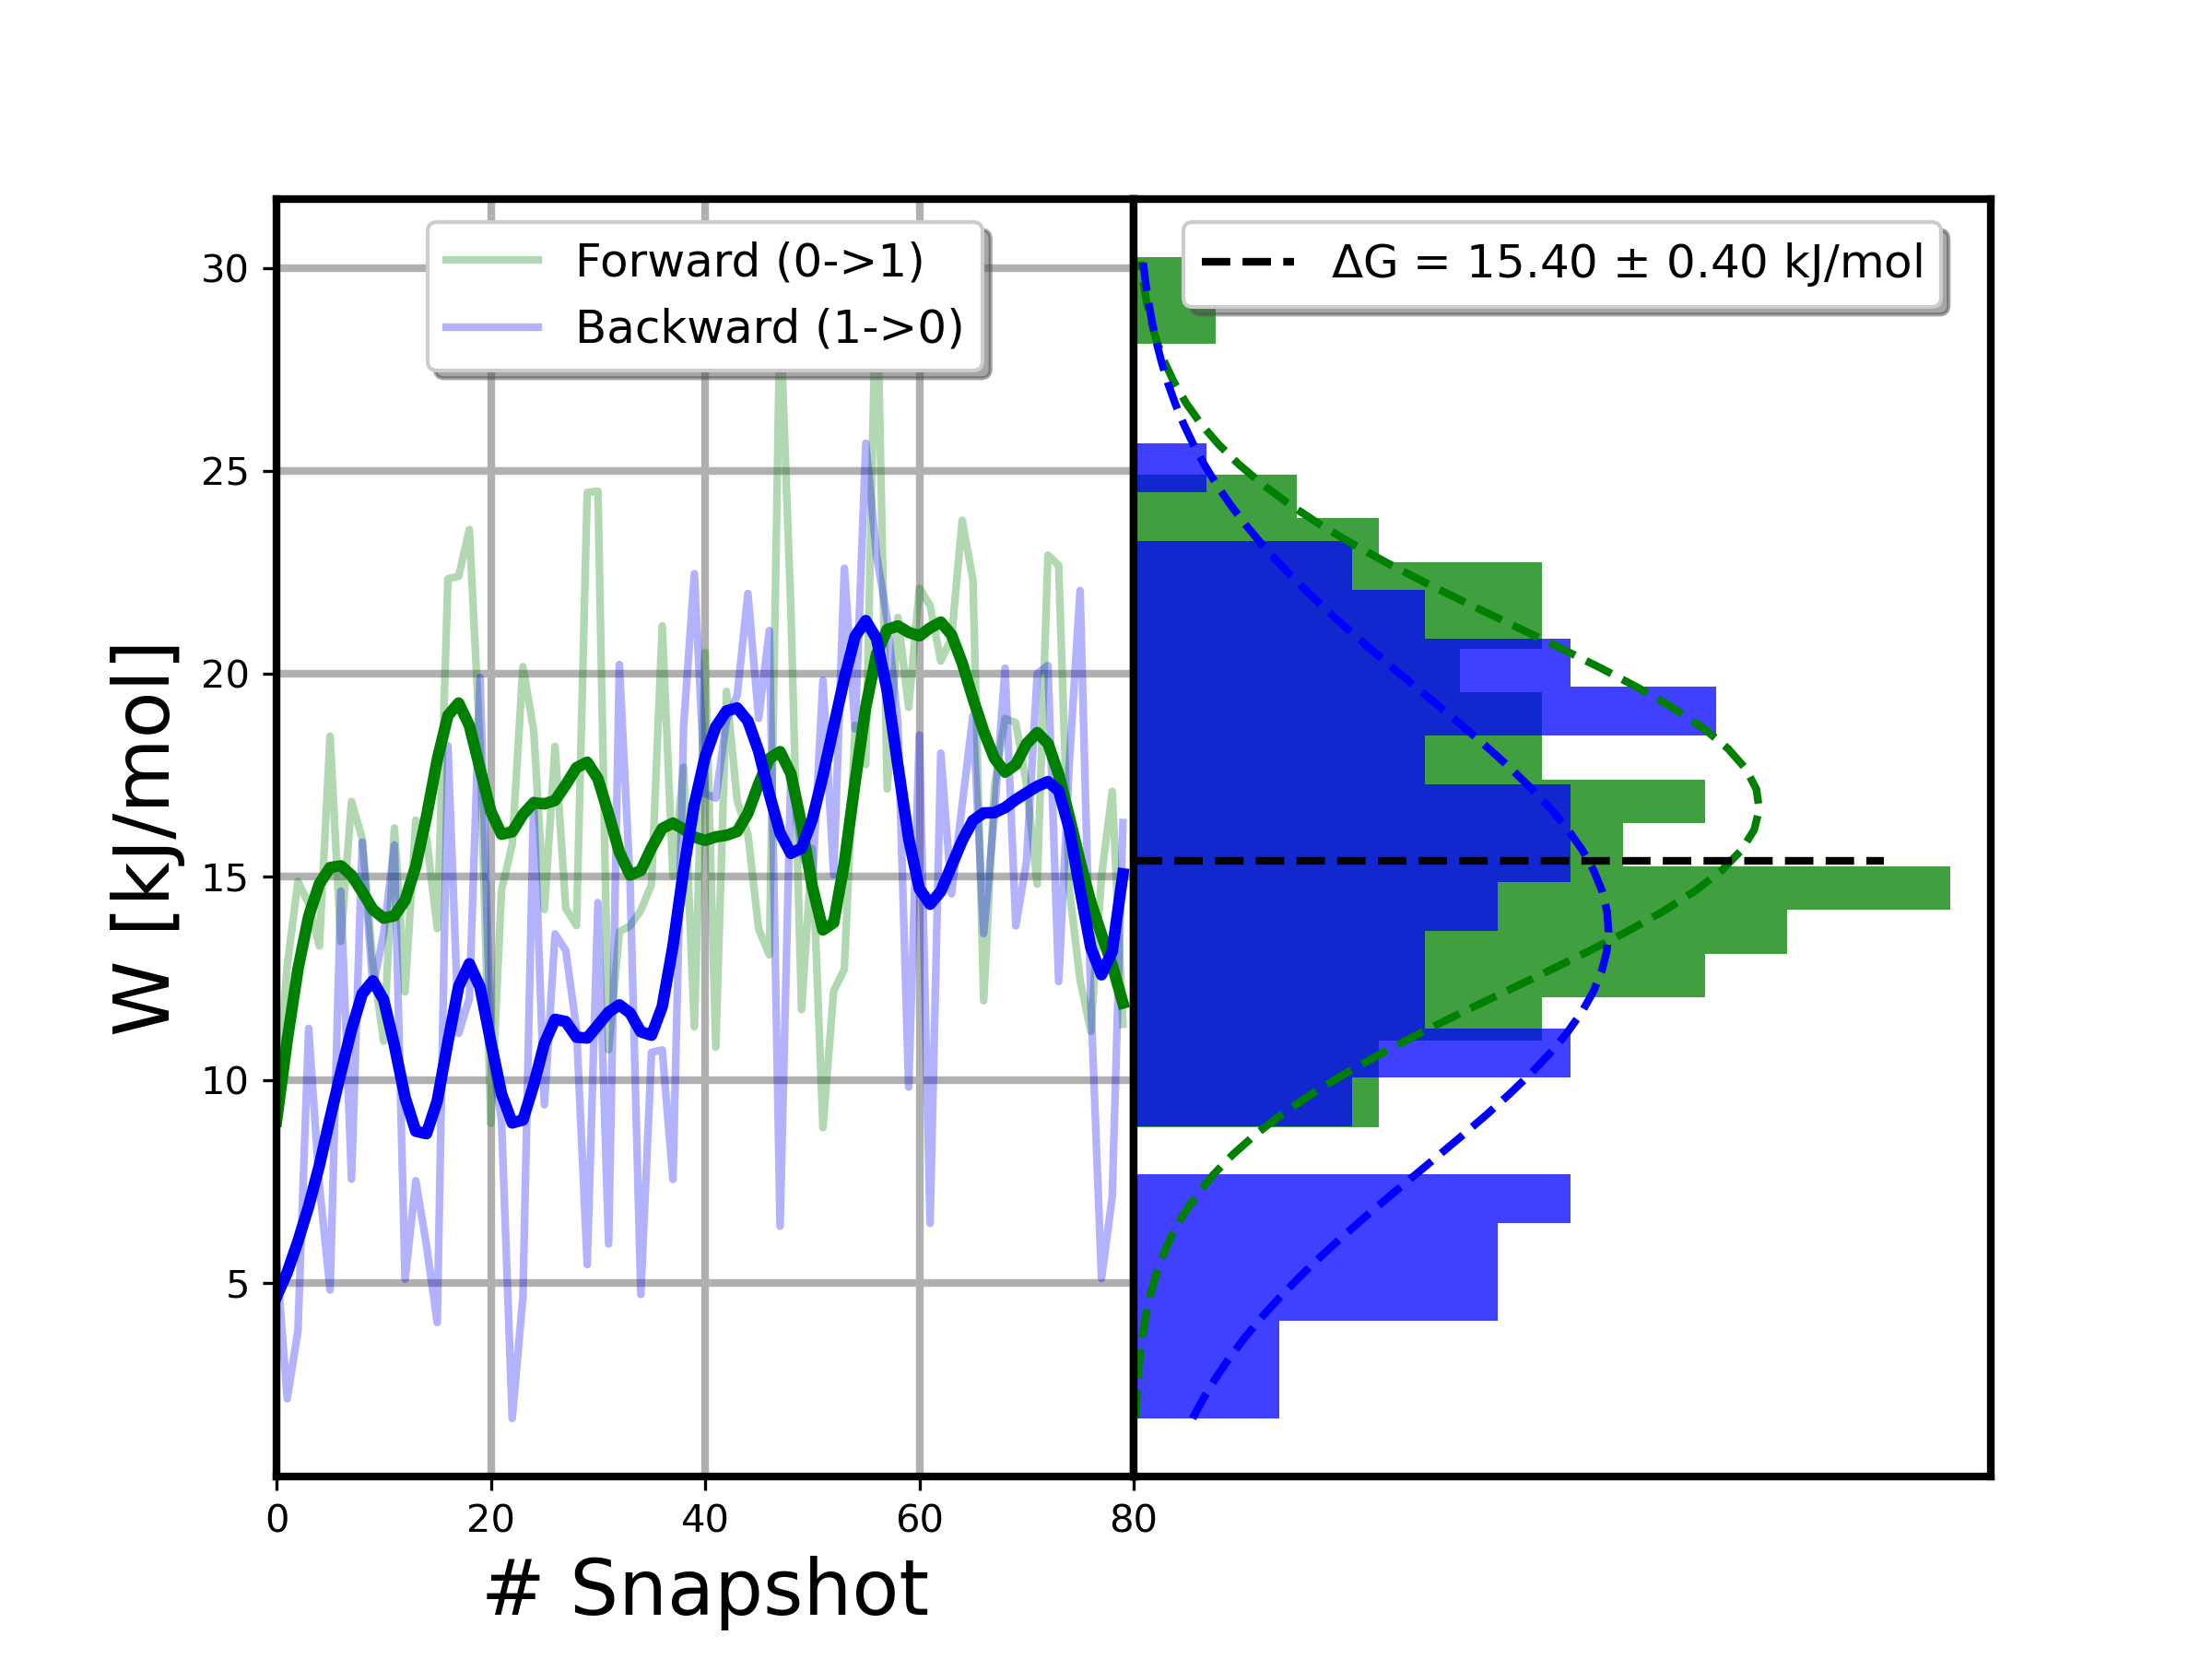 Forward (0->1)
Backward (1->0)
ΔG = 15.40 ± 0.40 kJ/mol
30
25
20
15
10
5
W [kJ/mol]
0 20 40 60 80
# Snapshot